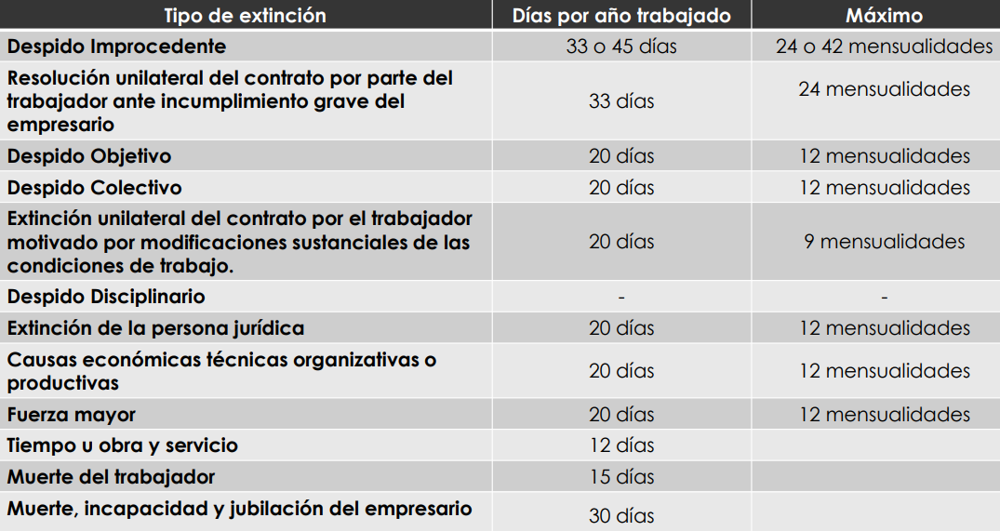 Tipo de extinción Días por año trabajado Máximo
Despido Improcedente 33 o 45 días 24 o 42 mensualidades
Resolución unilateral del contrato por parte del
trabajador ante incumplimiento grave del
empresario 33 días 24 mensualidades
Despido Objetivo 20 días 12 mensualidades
Despido Colectivo 20 días 12 mensualidades
Extinción unilateral del contrato por el trabajador
motivado por modificaciones sustanciales de las
condiciones de trabajo. 20 días 9 mensualidades
Despido Disciplinario - -
Extinción de la persona jurídica 20 días 12 mensualidades
Causas económicas técnicas organizativas o
productivas 20 días 12 mensualidades
Fuerza mayor 20 días 12 mensualidades
Tiempo u obra y servicio 12 días
Muerte del trabajador 15 días
Muerte, incapacidad y jubilación del empresario 30 días